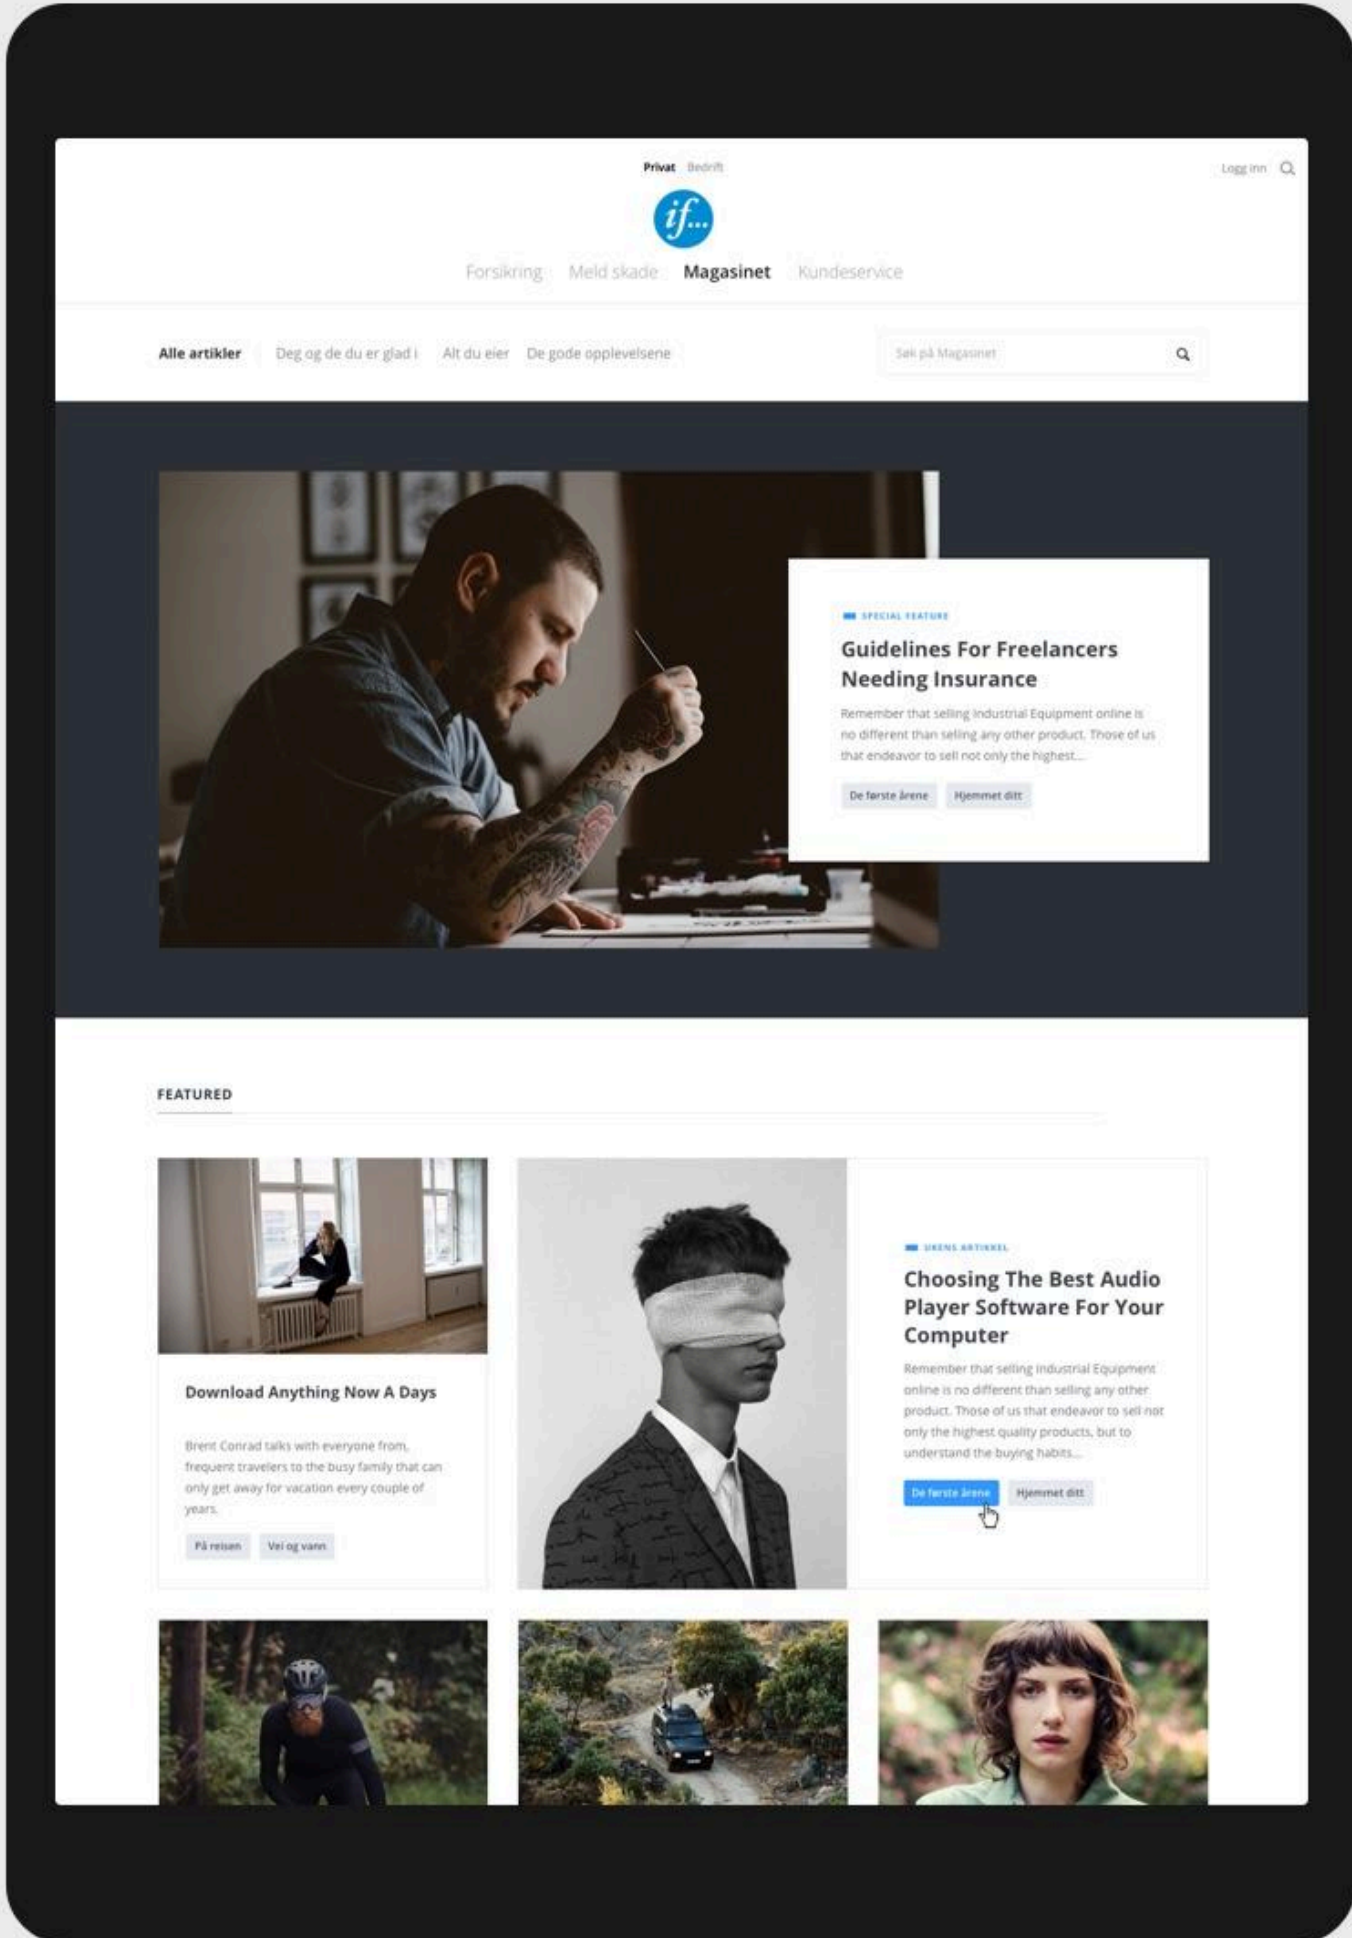 Privat Bedrift
Logg inn
if...
Forsikring Meld skade Magasinet Kundeservice
Alle artikler Deg og de du er glad i Alt du eier De gode opplevelsene
Søk på Magasinet
SPECIAL FEATURE
Guidelines For Freelancers
Needing Insurance
Remember that selling Industrial Equipment online is
no different than selling any other product. Those of us
that endeavor to sell not only the highest...
De første årene Hjemmet ditt
FEATURED
Download Anything Now A Days
Brent Conrad talks with everyone from,
frequent travelers to the busy family that can
only get away for vacation every couple of
years.
På reisen Vei og vann
UKENS ARTIKKEL
Choosing The Best Audio
Player Software For Your
Computer
Remember that selling Industrial Equipment
online is no different than selling any other
product. Those of us that endeavor to sell not
only the highest quality products, but to
understand the buying habits...
De første årene Hjemmet ditt